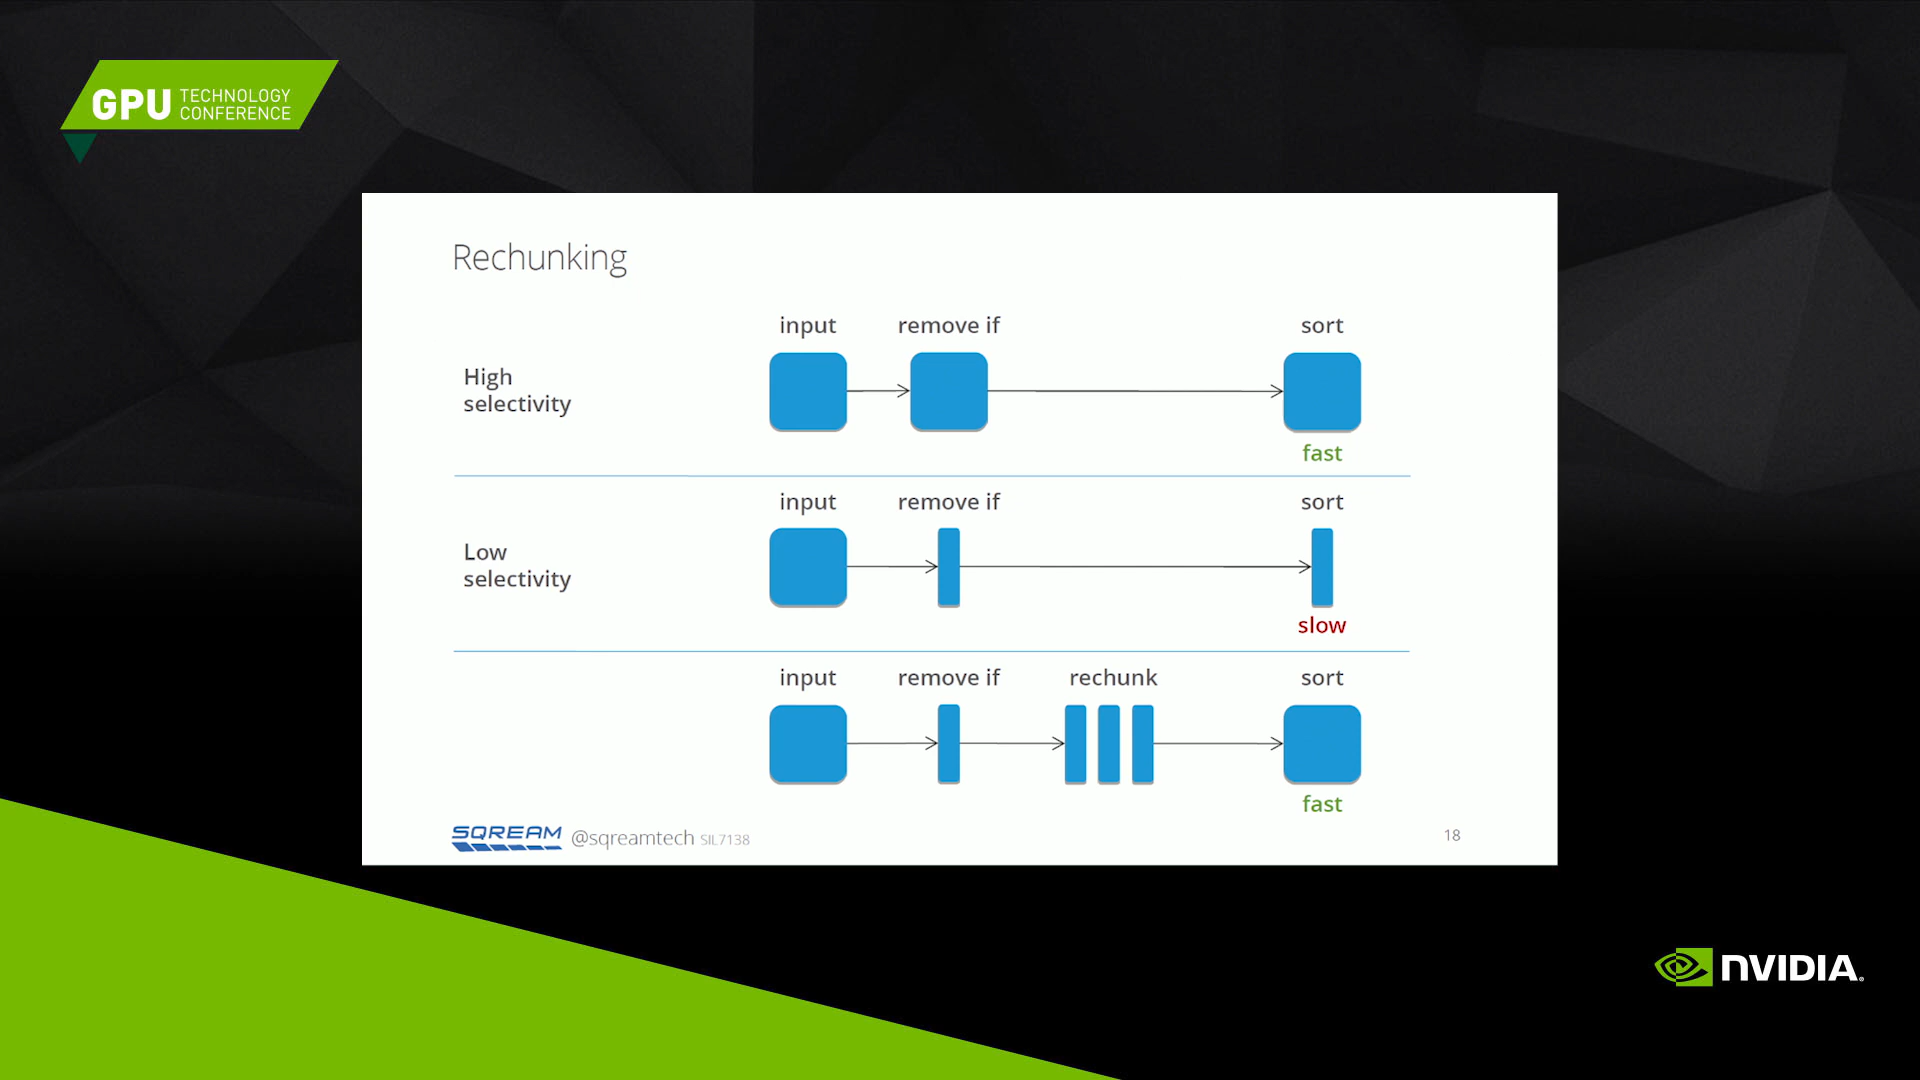 GPU TECHNOLOGY
CONFERENCE
Rechunking
input remove if sort
High
selectivity
fast
input remove if sort
Low
selectivity
slow
input remove if rechunk sort
fast
SQREAM @sqreamtech SIL7138
18
NVIDIA.